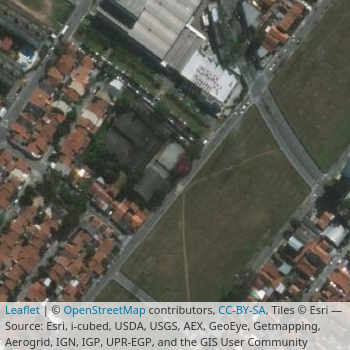 Leaflet | © OpenStreetMap contributors, CC-BY-SA, Tiles © Esri —
Source: Esri, i-cubed, USDA, USGS, AEX, GeoEye, Getmapping,
Aerogrid, IGN, IGP, UPR-EGP, and the GIS User Community